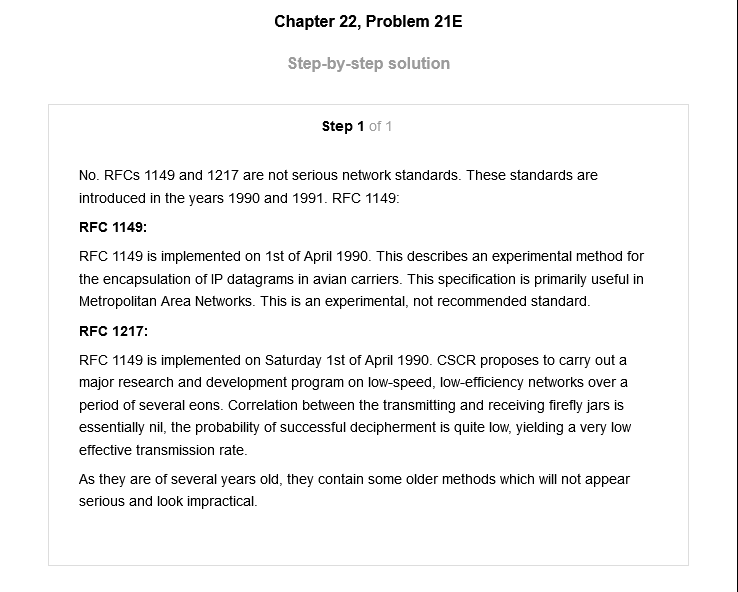 Chapter 22, Problem 21E
Step-by-step solution
Step 1 of 1
No. RFCs 1149 and 1217 are not serious network standards. These standards are
introduced in the years 1990 and 1991. RFC 1149:
RFC 1149:
RFC 1149 is implemented on 1st of April 1990. This describes an experimental method for
the encapsulation of IP datagrams in avian carriers. This specification is primarily useful in
Metropolitan Area Networks. This is an experimental, not recommended standard.
RFC 1217:
RFC 1149 is implemented on Saturday 1st of April 1990. CSCR proposes to carry out a
major research and development program on low-speed, low-efficiency networks over a
period of several eons. Correlation between the transmitting and receiving firefly jars is
essentially nil, the probability of successful decipherment is quite low, yielding a very low
effective transmission rate.
As they are of several years old, they contain some older methods which will not appear
serious and look impractical.